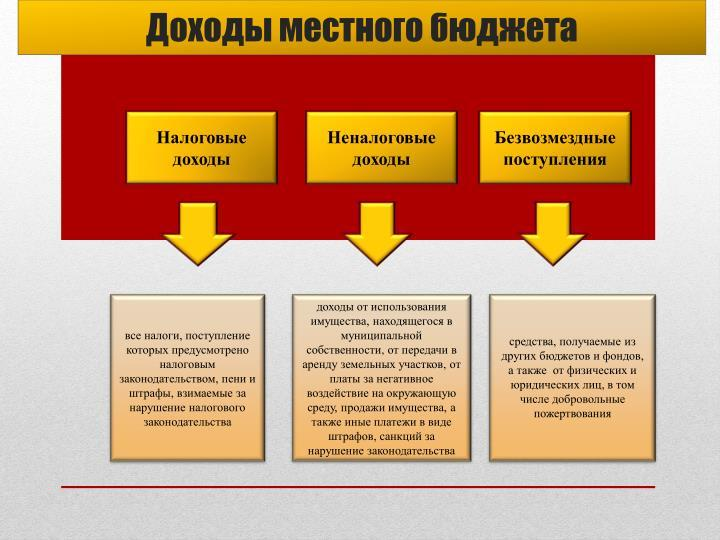 Доходы местного бюджета
Налоговые
доходы
Неналоговые
доходы
Безвозмездные
поступления
все налоги, поступление
которых предусмотрено
налоговым
законодательством, пени и
штрафы, взимаемые за
нарушение налогового
законодательства
доходы от использования
имущества, находящегося в
муниципальной
собственности, от передачи в
аренду земельных участков, от
платы за негативное
воздействие на окружающую
среду, продажи имущества, а
также иные платежи в виде
штрафов, санкций за
нарушение законодательства
средства, получаемые из
других бюджетов и фондов,
а также от физических и
юридических лиц, в том
числе добровольные
пожертвования